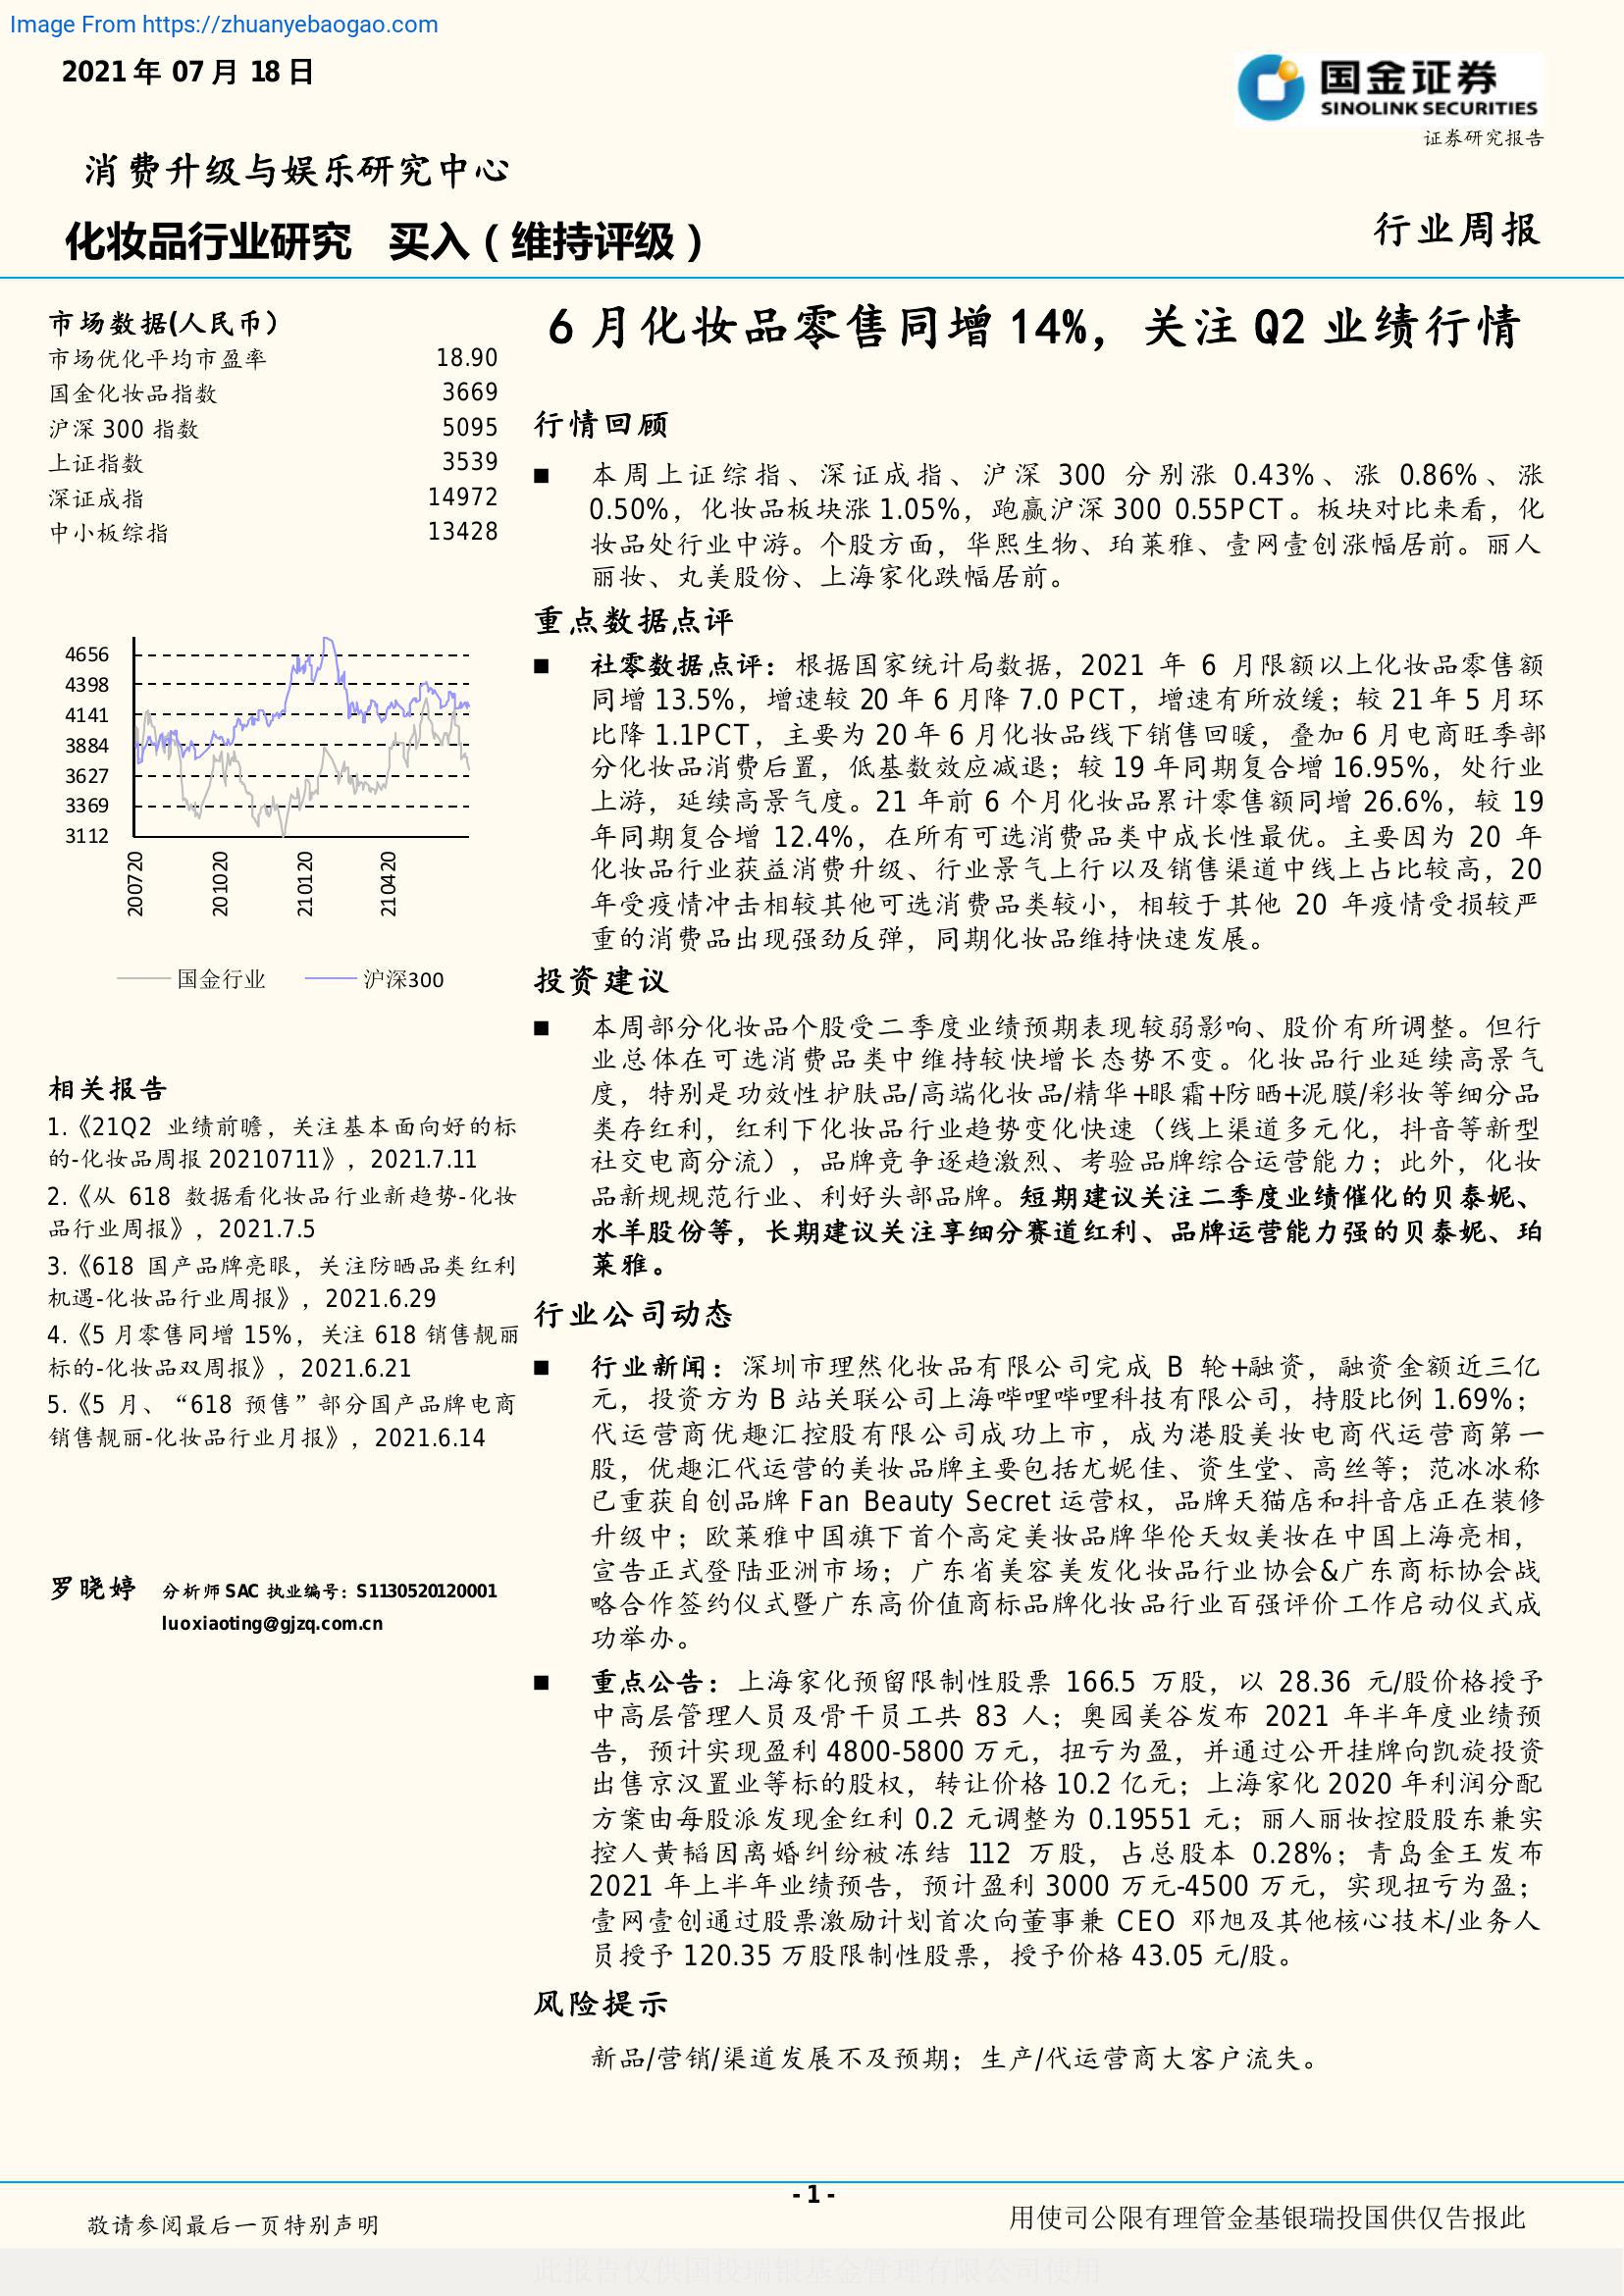 Image From https://zhuanyebaogao.com
2021年 07月 18日
国金证券
SINOLINK SECURITIES
证券研究报告
消费升级与娱乐研究中心
化妆品行业研究 买入（维持评级）
行业周报
市场数据(人民币）
市场优化平均市盈率 18.90
国金化妆品指数 3669
沪深 300 指数 5095
上证指数 3539
深证成指 14972
中小板综指 13428
4656
4398
4141
3884
3627
3369
3112
200720
201020
210120
210420
国金行业 沪深300
相关报告
1.《21Q2 业绩前瞻，关注基本面向好的标
的-化妆品周报 20210711》，2021.7.11
2.《从 618 数据看化妆品行业新趋势-化妆
品行业周报》，2021.7.5
3.《618 国产品牌亮眼，关注防晒品类红利
机遇-化妆品行业周报》，2021.6.29
4.《5 月零售同增 15%，关注 618 销售靓丽
标的-化妆品双周报》，2021.6.21
5.《5 月、“618 预售”部分国产品牌电商
销售靓丽-化妆品行业月报》，2021.6.14
罗晓婷 分析师 SAC 执业编号：S1130520120001
luoxiaoting@gjzq.com.cn
6 月化妆品零售同增 14%，关注 Q2 业绩行情
行情回顾
■ 本周上证综指、深证成指、沪深 300 分别涨 0.43%、涨 0.86%、涨
0.50%，化妆品板块涨 1.05%，跑赢沪深 300 0.55PCT。板块对比来看，化
妆品处行业中游。个股方面，华熙生物、珀莱雅、壹网壹创涨幅居前。丽人
丽妆、丸美股份、上海家化跌幅居前。
重点数据点评
■ 社零数据点评：根据国家统计局数据，2021 年 6 月限额以上化妆品零售额
同增 13.5%，增速较 20 年 6 月降 7.0 PCT，增速有所放缓；较 21 年 5 月环
比降 1.1PCT，主要为 20 年 6 月化妆品线下销售回暖，叠加 6 月电商旺季部
分化妆品消费后置，低基数效应减退；较 19 年同期复合增 16.95%，处行业
上游，延续高景气度。21 年前 6 个月化妆品累计零售额同增 26.6%，较 19
年同期复合增 12.4%，在所有可选消费品类中成长性最优。主要因为 20 年
化妆品行业获益消费升级、行业景气上行以及销售渠道中线上占比较高，20
年受疫情冲击相较其他可选消费品类较小，相较于其他 20 年疫情受损较严
重的消费品出现强劲反弹，同期化妆品维持快速发展。
投资建议
■ 本周部分化妆品个股受二季度业绩预期表现较弱影响、股价有所调整。但行
业总体在可选消费品类中维持较快增长态势不变。化妆品行业延续高景气
度，特别是功效性护肤品/高端化妆品/精华+眼霜+防晒+泥膜/彩妆等细分品
类存红利，红利下化妆品行业趋势变化快速（线上渠道多元化，抖音等新型
社交电商分流），品牌竞争逐趋激烈、考验品牌综合运营能力；此外，化妆
品新规规范行业、利好头部品牌。短期建议关注二季度业绩催化的贝泰妮、
水羊股份等，长期建议关注享细分赛道红利、品牌运营能力强的贝泰妮、珀
莱雅。
行业公司动态
■ 行业新闻：深圳市理然化妆品有限公司完成 B 轮+融资，融资金额近三亿
元，投资方为 B 站关联公司上海哔哩哔哩科技有限公司，持股比例 1.69%；
代运营商优趣汇控股有限公司成功上市，成为港股美妆电商代运营商第一
股，优趣汇代运营的美妆品牌主要包括尤妮佳、资生堂、高丝等；范冰冰称
已重获自创品牌 Fan Beauty Secret 运营权，品牌天猫店和抖音店正在装修
升级中；欧莱雅中国旗下首个高定美妆品牌华伦天奴美妆在中国上海亮相，
宣告正式登陆亚洲市场；广东省美容美发化妆品行业协会&广东商标协会战
略合作签约仪式暨广东高价值商标品牌化妆品行业百强评价工作启动仪式成
功举办。
■ 重点公告：上海家化预留限制性股票 166.5 万股，以 28.36 元/股价格授予
中高层管理人员及骨干员工共 83 人；奥园美谷发布 2021 年半年度业绩预
告，预计实现盈利 4800-5800 万元，扭亏为盈，并通过公开挂牌向凯旋投资
出售京汉置业等标的股权，转让价格 10.2 亿元；上海家化 2020 年利润分配
方案由每股派发现金红利 0.2 元调整为 0.19551 元；丽人丽妆控股股东兼实
控人黄韬因离婚纠纷被冻结 112 万股，占总股本 0.28%；青岛金王发布
2021 年上半年业绩预告，预计盈利 3000 万元-4500 万元，实现扭亏为盈；
壹网壹创通过股票激励计划首次向董事兼 CEO 邓旭及其他核心技术/业务人
员授予 120.35 万股限制性股票，授予价格 43.05 元/股。
风险提示
新品/营销/渠道发展不及预期；生产/代运营商大客户流失。
- 1 -
敬请参阅最后一页特别声明
用使司公限有理管金基银瑞投国供仅告报此
此报告仅供国投瑞银基金管理有限公司使用